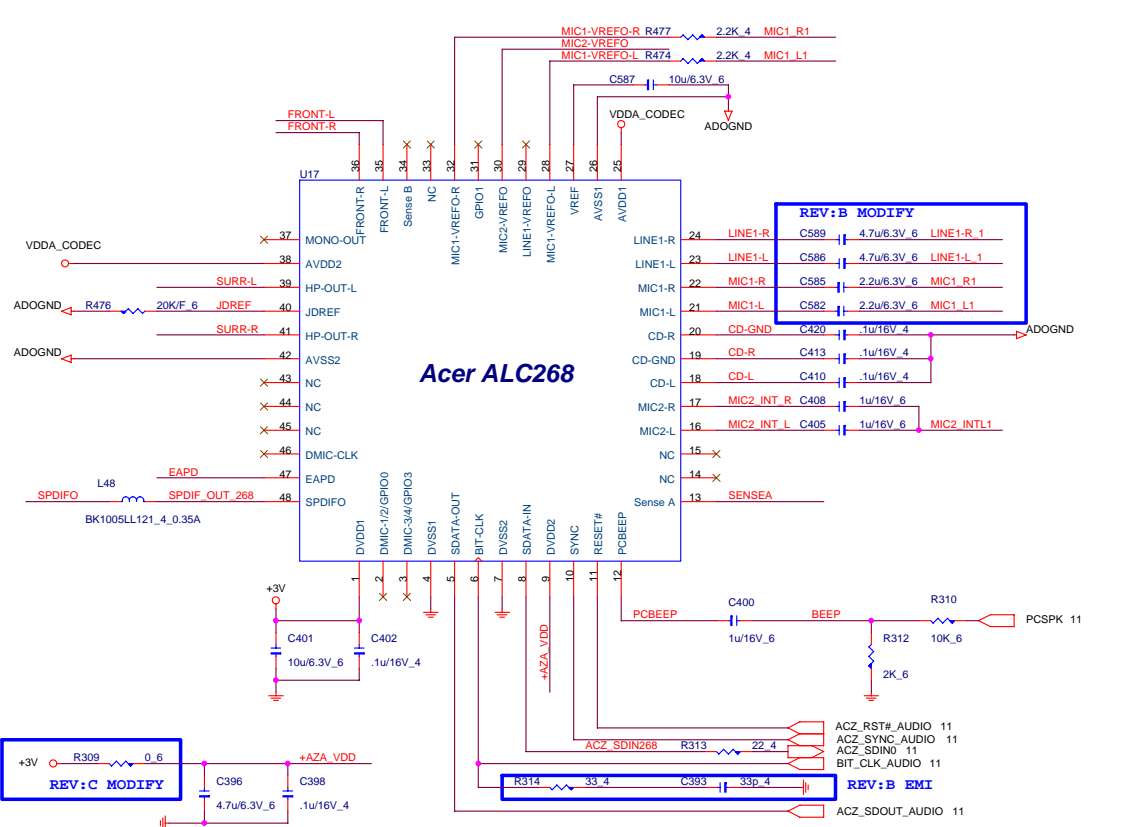 MIC1-VREFO-R R477 2.2K_4 MIC1_R1
MIC2-VREFO
MIC1-VREFO-L R474 2.2K_4 MIC1_L1
C587 10u/6.3V_6
VDDA_CODEC
ADOGND
FRONT-L
FRONT-R
36 35 34 33 32 31 30 29 28 27 26 25
U17
FRONT-R
FRONT-L
Sense B
NC
MIC1-VREFO-R
GPIO1
MIC2-VREFO
LINE1-VREFO
MIC1-VREFO-L
VREF
AVSS1
AVDD1
REV:B MODIFY
37 MONO-OUT
VDDA_CODEC
38 AVDD2
SURR-L 39 HP-OUT-L
ADOGND R476 20K/F_6 JDREF 40 JDREF
SURR-R 41 HP-OUT-R
ADOGND 42 AVSS2
43 NC
44 NC
45 NC
46 DMIC-CLK
EAPD 47 EAPD
L48
SPDIFO SPDIF_OUT_268 48 SPDIFO
BK1005LL121_4_0.35A
Acer ALC268
LINE1-R 24 LINE1-R C589 4.7u/6.3V_6 LINE1-R_1
LINE1-L 23 LINE1-L C586 4.7u/6.3V_6 LINE1-L_1
MIC1-R 22 MIC1-R C585 2.2u/6.3V_6 MIC1_R1
MIC1-L 21 MIC1-L C582 2.2u/6.3V_6 MIC1_L1
CD-R 20 CD-GND C420 .1u/16V_4 ADOGND
CD-GND 19 CD-R C413 .1u/16V_4
CD-L 18 CD-L C410 .1u/16V_4
MIC2-R 17 MIC2_INT_R C408 1u/16V_6
MIC2-L 16 MIC2_INT_L C405 1u/16V_6 MIC2_INTL1
NC 15
NC 14
Sense A 13 SENSEA
DVDD1
DMIC-1/2/GPIO0
DMIC-3/4/GPIO3
DVSS1
SDATA-OUT
BIT-CLK
DVSS2
SDATA-IN
DVDD2
SYNC
RESET#
PCBEEP
1 2 3 4 5 6 7 8 9 10 11 12
+3V
C401
10u/6.3V_6
C402
.1u/16V_4
+AZA_VDD
PCBEEP C400 BEEP R310 PCSPK 11
1u/16V_6 10K_6
R312
2K_6
ACZ_RST#_AUDIO 11
ACZ_SYNC_AUDIO 11
ACZ_SDIN268 R313 22_4 ACZ_SDIN0 11
BIT_CLK_AUDIO 11
R314 33_4 C393 33p_4 REV:B EMI
ACZ_SDOUT_AUDIO 11
+3V R309 0_6 +AZA_VDD
REV:C MODIFY
C396
4.7u/6.3V_6
C398
.1u/16V_4